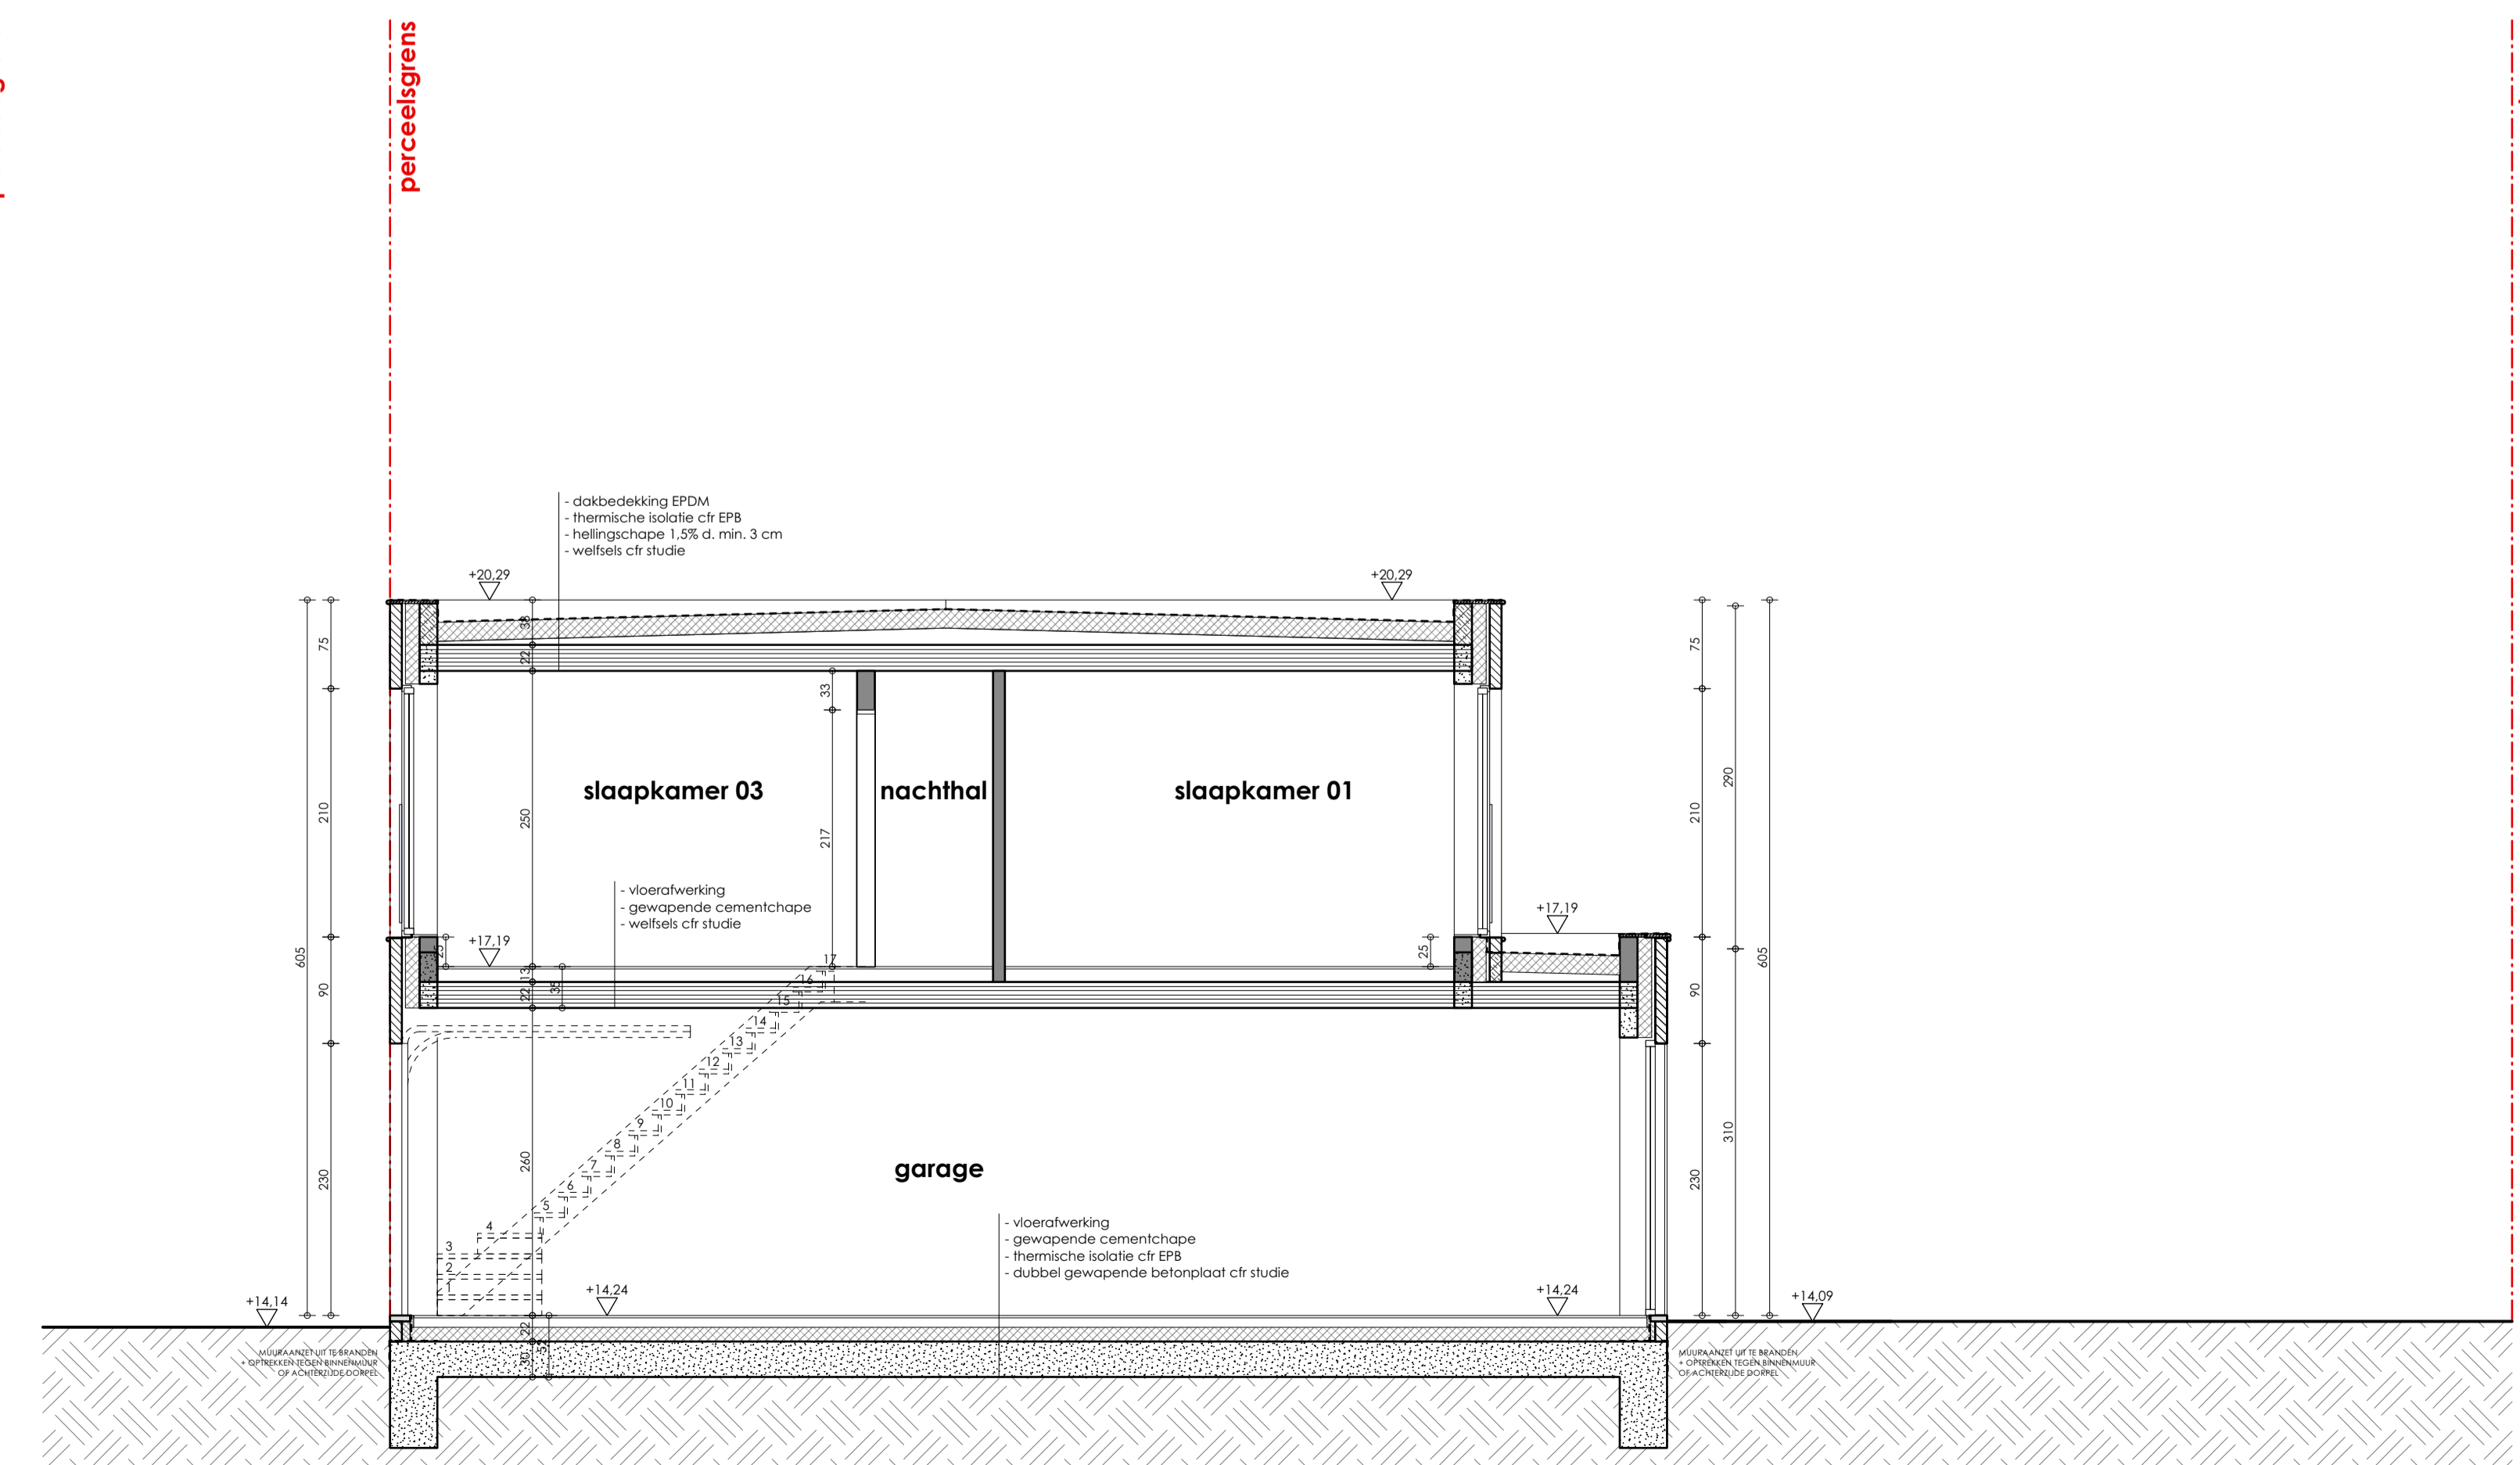 perceelsgrens
- dakbedekking EPDM
- thermische isolatie cfr EPB
- hellingschape 1,5% d. min. 3 cm
- welfsels cfr studie
+20,29
+20,29
38
22
75
75
33
210
250
217
slaapkamer 03
nachthal
slaapkamer 01
290
210
- vloerafwerking
- gewapende cementchape
- welfsels cfr studie
+17,19
+17,19
25
25
13
22
35
605
90
90
605
17
16
15
14
13
12
11
10
9
8
7
6
5
4
3
2
1
260
230
garage
310
230
- vloerafwerking
- gewapende cementchape
- thermische isolatie cfr EPB
- dubbel gewapende betonplaat cfr studie
+14,14
+14,24
+14,24
+14,09
22
30
52
MUURAANZET UIT TE BRANDEN
+ OPTREKKEN TEGEN BINNENMUUR
OF ACHTERZIJDE DORPEL
MUURAANZET UIT TE BRANDEN
+ OPTREKKEN TEGEN BINNENMUUR
OF ACHTERZIJDE DORPEL